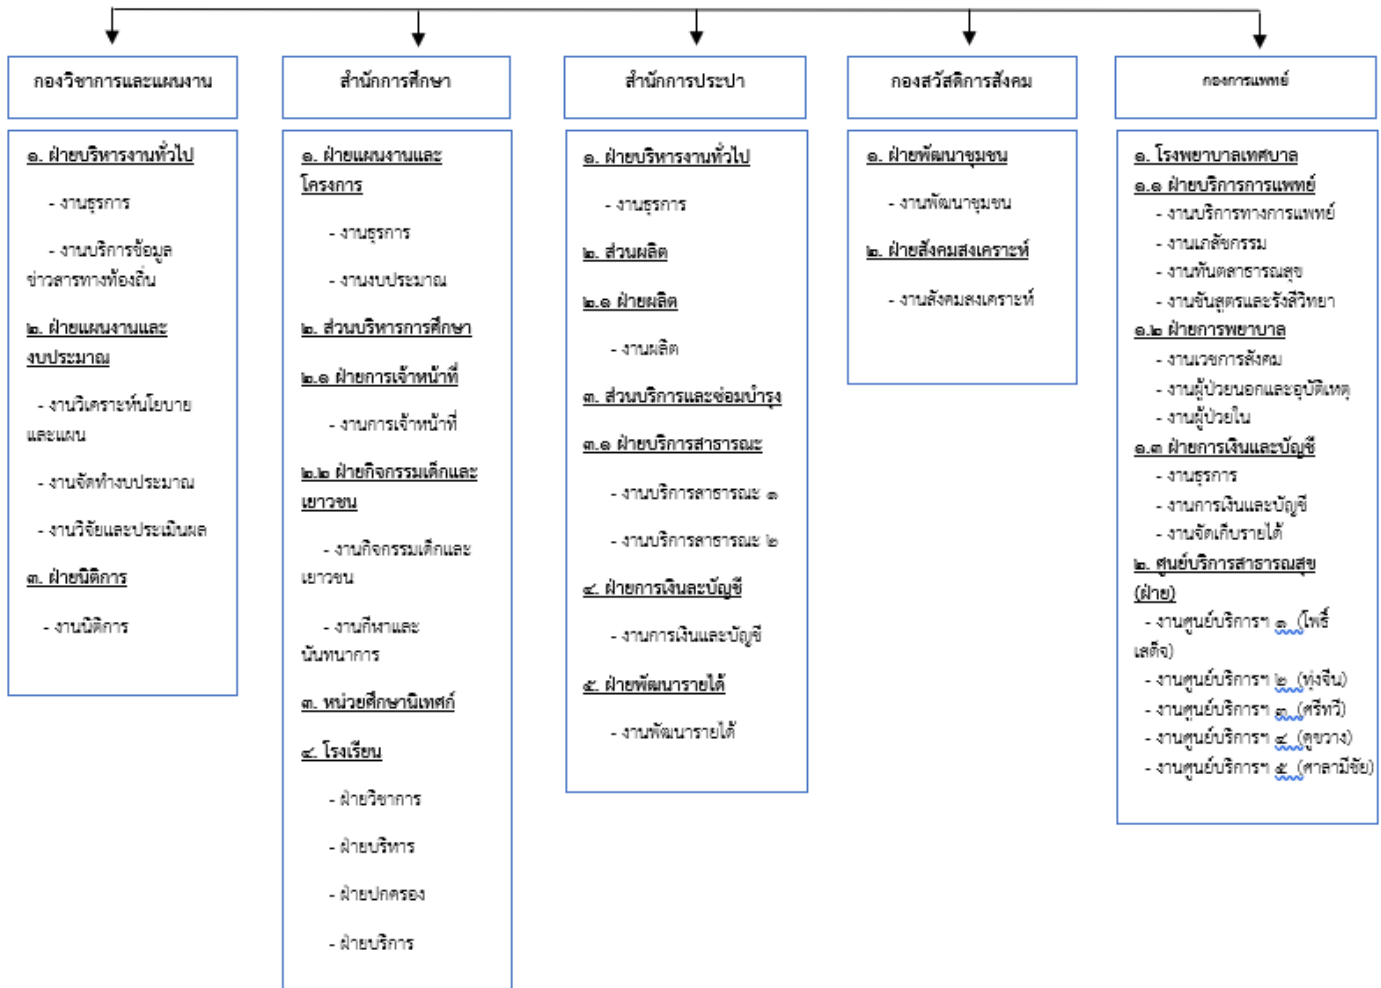 กองวิชาการและแผนงาน
๑. ฝ่ายบริหารงานทั่วไป
- งานธุรการ
- งานบริการข้อมูล
ข่าวสารทางท้องถิ่น
๒. ฝ่ายแผนงานและ
งบประมาณ
- งานวิเคราะห์นโยบาย
และแผน
- งานจัดทำงบประมาณ
- งานวิจัยและประเมินผล
๓. ฝ่ายนิติการ
- งานนิติการ
สำนักการศึกษา
๑. ฝ่ายแผนงานและ
โครงการ
- งานธุรการ
- งานงบประมาณ
๒. ส่วนบริหารการศึกษา
๒.๑ ฝ่ายการเจ้าหน้าที่
- งานการเจ้าหน้าที่
๒.๒ ฝ่ายกิจกรรมเด็กและ
เยาวชน
- งานกิจกรรมเด็กและ
เยาวชน
- งานกีฬาและ
นันทนาการ
๓. หน่วยศึกษานิเทศก์
๔. โรงเรียน
- ฝ่ายวิชาการ
- ฝ่ายบริหาร
- ฝ่ายปกครอง
- ฝ่ายบริการ
สำนักการประปา
๑. ฝ่ายบริหารงานทั่วไป
- งานธุรการ
๒. ส่วนผลิต
๒.๑ ฝ่ายผลิต
- งานผลิต
๓. ส่วนบริการและซ่อมบำรุง
๓.๑ ฝ่ายบริการสาธารณะ
- งานบริการสาธารณะ ๑
- งานบริการสาธารณะ ๒
๔. ฝ่ายการเงินละบัญชี
- งานการเงินและบัญชี
๕. ฝ่ายพัฒนารายได้
- งานพัฒนารายได้
กองสวัสดิการสังคม
๑. ฝ่ายพัฒนาชุมชน
- งานพัฒนาชุมชน
๒. ฝ่ายสังคมสงเคราะห์
- งานสังคมสงเคราะห์
กองการแพทย์
๑. โรงพยาบาลเทศบาล
๑.๑ ฝ่ายบริการการแพทย์
- งานบริการทางการแพทย์
- งานเภสัชกรรม
- งานทันตสาธารณสุข
- งานชันสูตรและรังสีวิทยา
๑.๒ ฝ่ายการพยาบาล
- งานเวชการสังคม
- งานผู้ป่วยนอกและอุบัติเหตุ
- งานผู้ป่วยใน
๑.๓ ฝ่ายการเงินและบัญชี
- งานธุรการ
- งานการเงินและบัญชี
- งานจัดเก็บรายได้
๒. ศูนย์บริการสาธารณสุข
(ฝ่าย)
- งานศูนย์บริการฯ ๑ (โพธิ์
เสด็จ)
- งานศูนย์บริการฯ ๒ (ทุ่งจีน)
- งานศูนย์บริการฯ ๓ (ศรีทวี)
- งานศูนย์บริการฯ ๔ (คูขวาง)
- งานศูนย์บริการฯ ๕ (ศาลามีชัย)